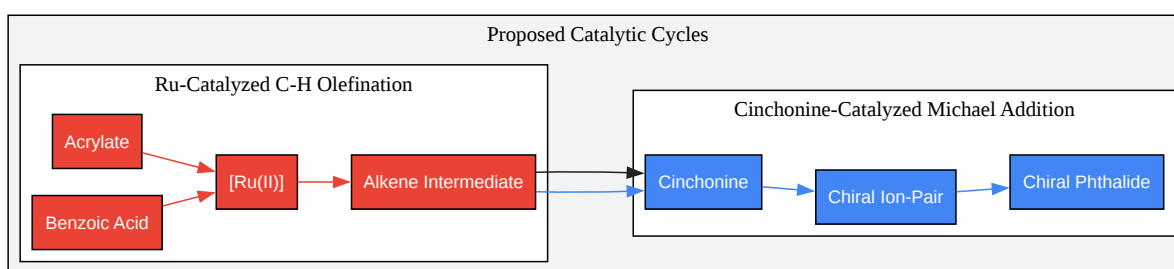 Proposed Catalytic Cycles
Ru-Catalyzed C-H Olefination
Acrylate
Benzoic Acid
[Ru(II)]
Alkene Intermediate
Cinchonine-Catalyzed Michael Addition
Cinchonine
Chiral Ion-Pair
Chiral Phthalide